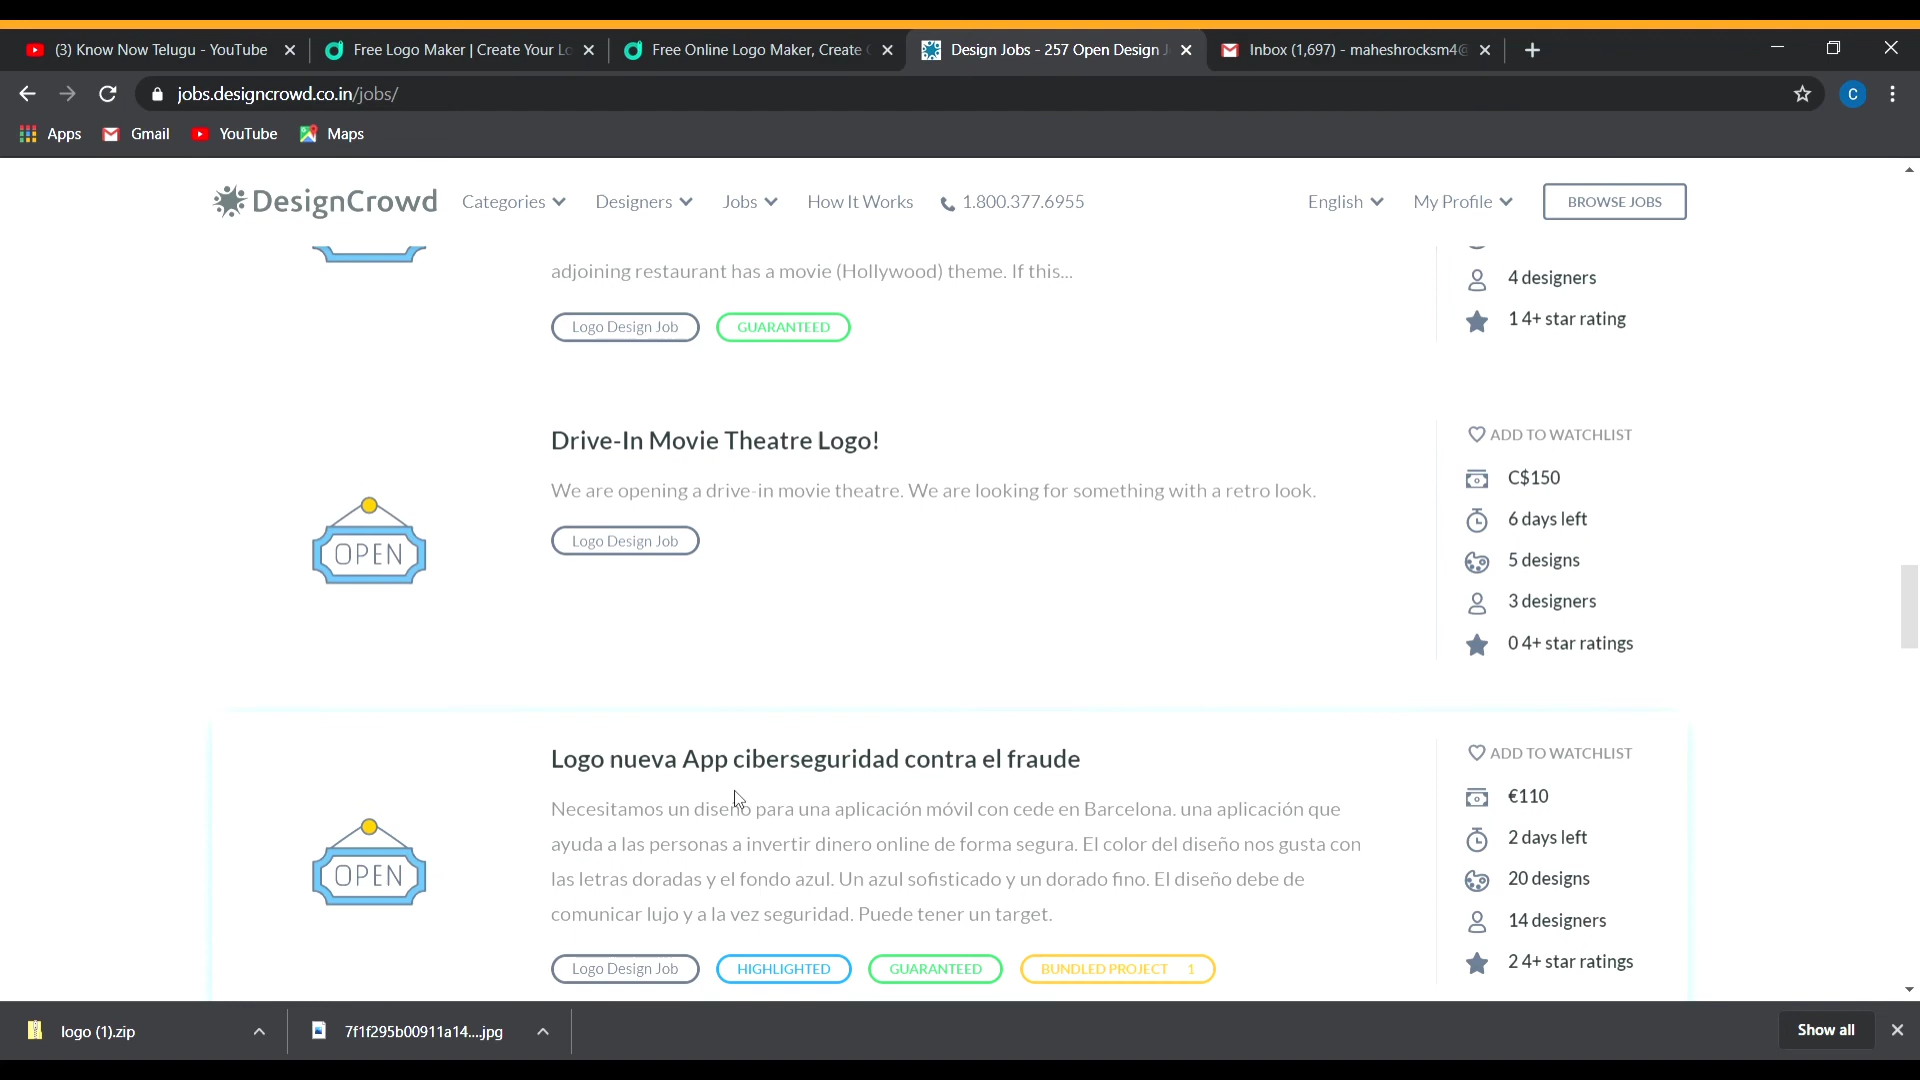 (3) Know Now Telugu - YouTube
Free Logo Maker | Create Your Lo
Free Online Logo Maker, Create
Design Jobs - 257 Open Design J
Inbox (1,697) - maheshrocksm4@
jobs.designcrowd.co.in/jobs/
C
Apps
Gmail
YouTube
Maps
DesignCrowd
Categories
Designers
Jobs
How It Works
1.800.377.6955
English
My Profile
BROWSE JOBS
adjoining restaurant has a movie (Hollywood) theme. If this...
Logo Design Job
GUARANTEED
4 designers
1 4+ star rating
Drive-In Movie Theatre Logo!
We are opening a drive-in movie theatre. We are looking for something with a retro look.
Logo Design Job
OPEN
ADD TO WATCHLIST
C$150
6 days left
5 designs
3 designers
0 4+ star ratings
Logo nueva App ciberseguridad contra el fraude
Necesitamos un diseño para una aplicación móvil con cede en Barcelona. una aplicación que
ayuda a las personas a invertir dinero online de forma segura. El color del diseño nos gusta con
las letras doradas y el fondo azul. Un azul sofisticado y un dorado fino. El diseño debe de
comunicar lujo y a la vez seguridad. Puede tener un target.
OPEN
Logo Design Job
HIGHLIGHTED
GUARANTEED
BUNDLED PROJECT 1
ADD TO WATCHLIST
€110
2 days left
20 designs
14 designers
2 4+ star ratings
logo (1).zip
7f1f295b00911a14....jpg
Show all